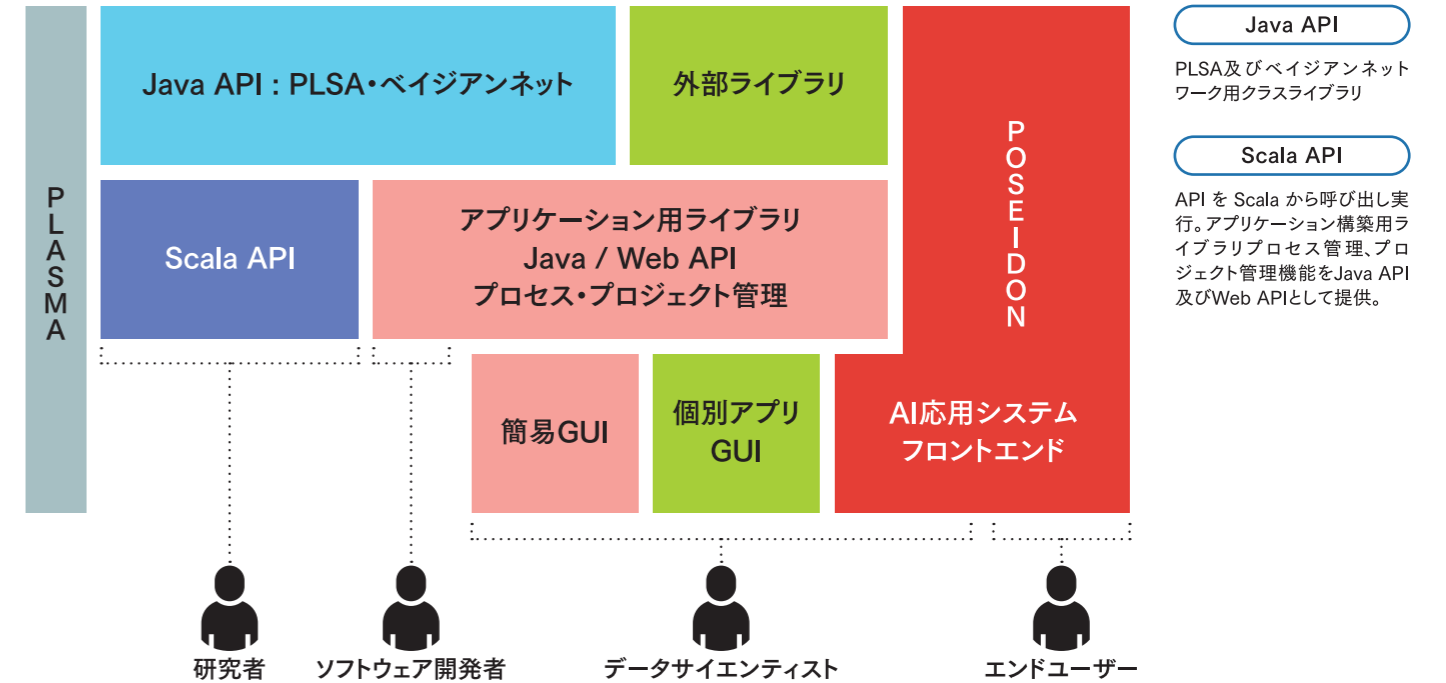 PLASMA
Java API : PLSA・ベイジアンネット
外部ライブラリ
POSEIDON
Scala API
アプリケーション用ライブラリ
Java / Web API
プロセス・プロジェクト管理
簡易GUI
個別アプリ
GUI
AI応用システム
フロントエンド
研究者
ソフトウェア開発者
データサイエンティスト
エンドユーザー
Java API
PLSA及びベイジアンネット
ワーク用クラスライブラリ
Scala API
API を Scala から呼び出し実
行。アプリケーション構築用ラ
イブラリプロセス管理、プロ
ジェクト管理機能をJava API
及びWeb APIとして提供。